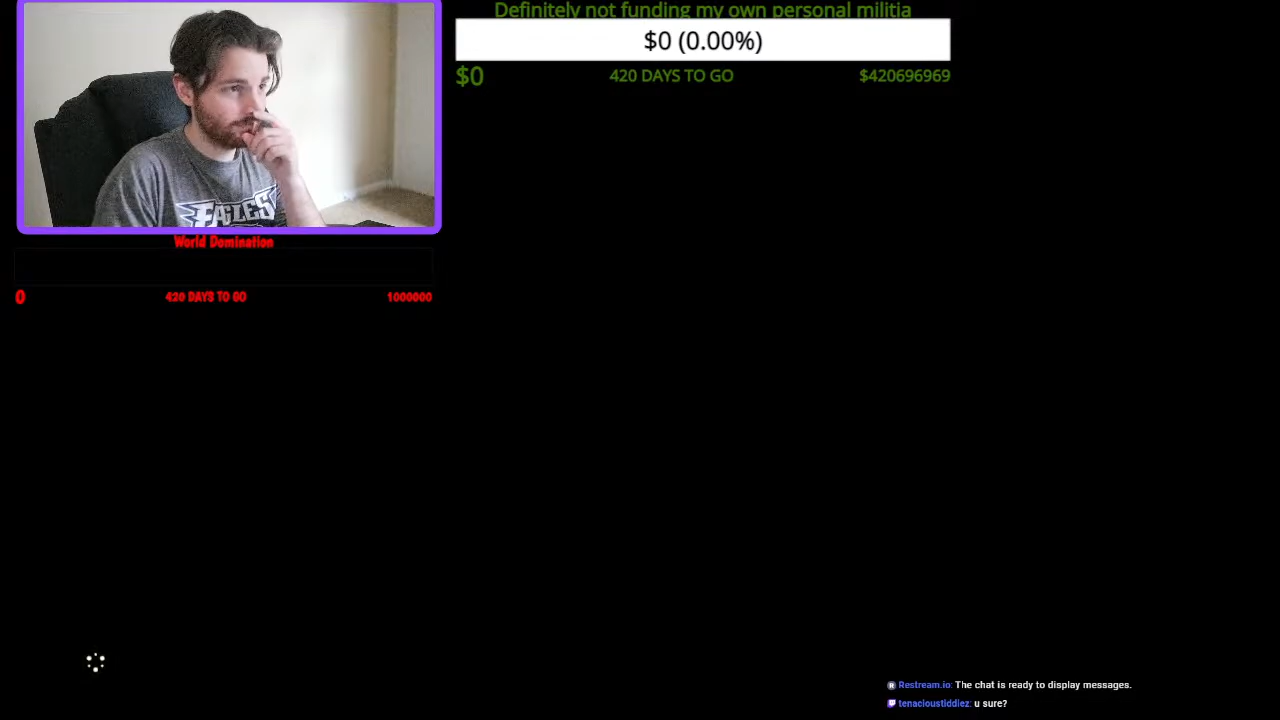 Definitely not funding my own personal militia
$0 (0.00%)
$0 420 DAYS TO GO $420696969
EAGLES
World Domination
0 420 DAYS TO GO 1000000
Restream.io: The chat is ready to display messages.
tenacioustiddiez: u sure?